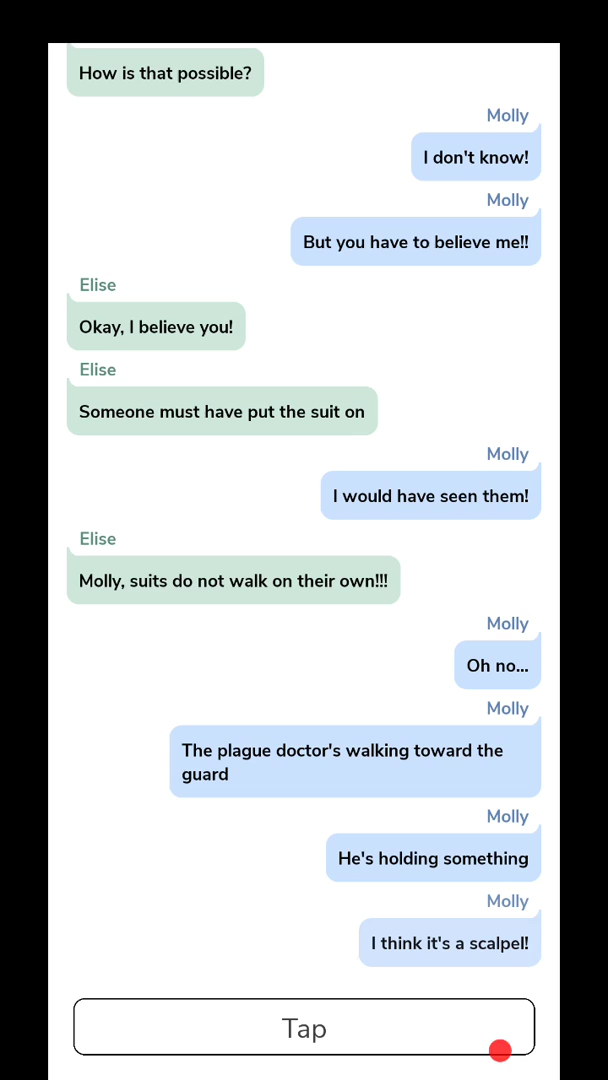 How is that possible?
Molly
I don't know!
Molly
But you have to believe me!!
Elise
Okay, I believe you!
Elise
Someone must have put the suit on
Molly
I would have seen them!
Elise
Molly, suits do not walk on their own!!!
Molly
Oh no...
Molly
The plague doctor's walking toward the
guard
Molly
He's holding something
Molly
I think it's a scalpel!
Tap